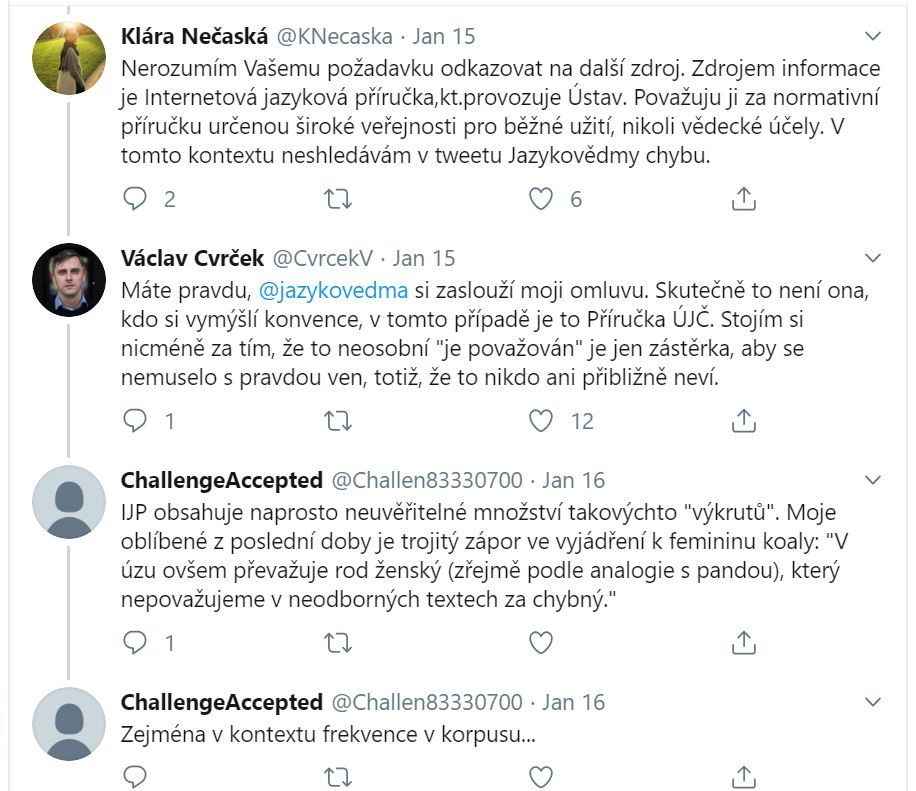 Klára Nečaská @KNecaska · Jan 15
Nerozumím Vašemu požadavku odkazovat na další zdroj. Zdrojem informace
je Internetová jazyková příručka,kt.provozuje Ústav. Považuju ji za normativní
příručku určenou široké veřejnosti pro běžné užití, nikoli vědecké účely. V
tomto kontextu neshledávám v tweetu Jazykovědmy chybu.
2 6
Václav Cvrček @CvrcekV · Jan 15
Máte pravdu, @jazykovedma si zaslouží moji omluvu. Skutečně to není ona,
kdo si vymýšlí konvence, v tomto případě je to Příručka ÚJČ. Stojím si
nicméně za tím, že to neosobní "je považován" je jen zástěrka, aby se
nemuselo s pravdou ven, totiž, že to nikdo ani přibližně neví.
1 12
ChallengeAccepted @Challen83330700 · Jan 16
IJP obsahuje naprosto neuvěřitelné množství takovýchto "výkrutů". Moje
oblíbené z poslední doby je trojitý zápor ve vyjádření k femininu koaly: "V
úzu ovšem převažuje rod ženský (zřejmě podle analogie s pandou), který
nepovažujeme v neodborných textech za chybný."
1
ChallengeAccepted @Challen83330700 · Jan 16
Zejména v kontextu frekvence v korpusu...